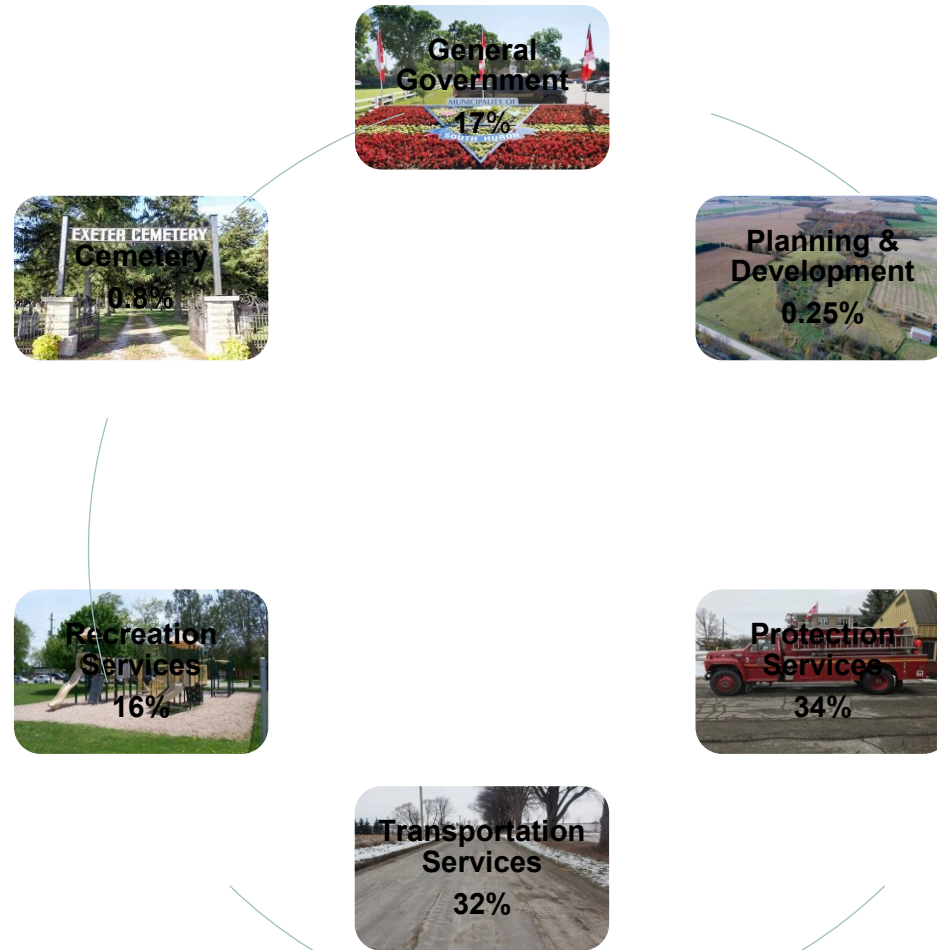 General
Government
17%
MUNICIPALITY OF
SOUTH HURON
Planning &
Development
0.25%
Protection
Services
34%
Transportation
Services
32%
Recreation
Services
16%
EXETER CEMETERY
Cemetery
0.8%